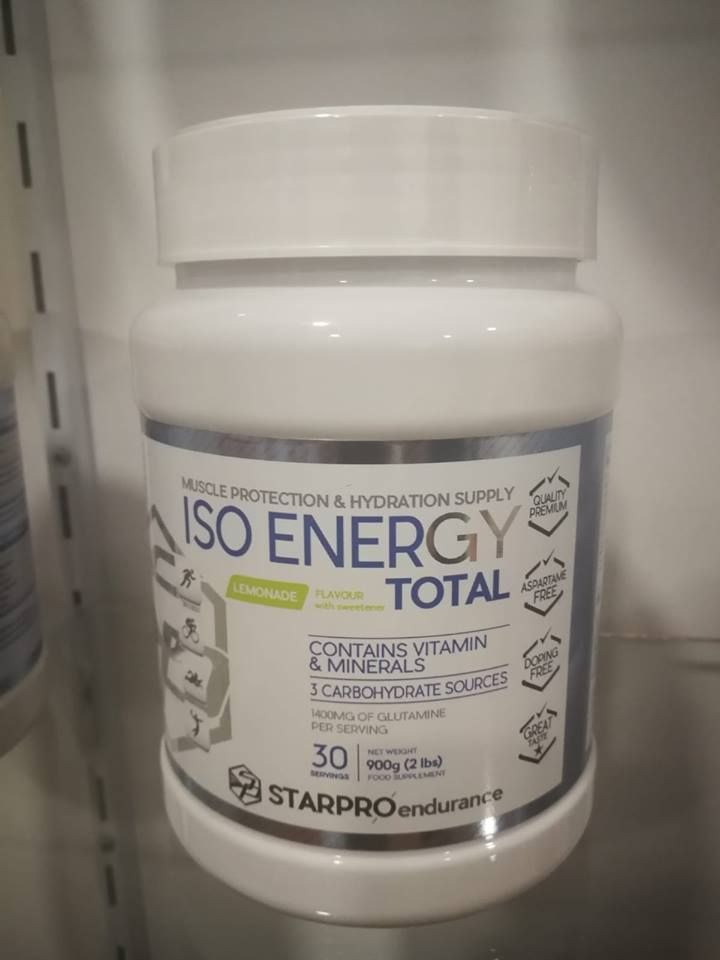 MUSCLE PROTECTION & HYDRATION SUPPLY
ISO ENERGY
TOTAL
LEMONADE
FLAVOUR
with sweetener
CONTAINS VITAMIN
& MINERALS
3 CARBOHYDRATE SOURCES
1400MG OF GLUTAMINE
PER SERVING
30
SERVINGS
NET WEIGHT
900g (2 lbs)
FOOD SUPPLEMENT
STARPRO endurance
QUALITY
PREMIUM
ASPARTAME
FREE
DOPING
FREE
GREAT
TASTE